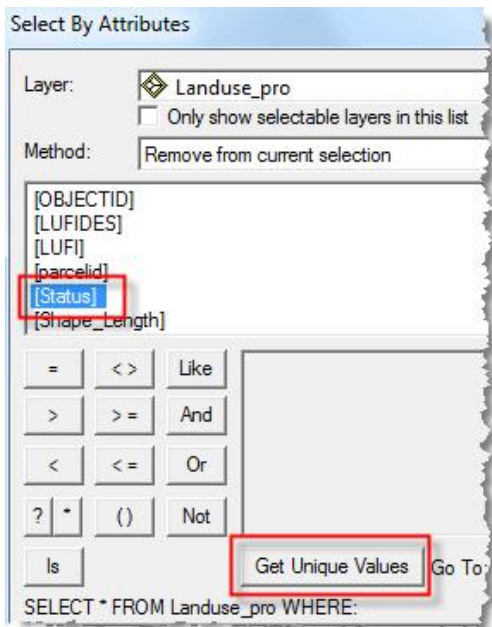 Select By Attributes
Layer: Landuse_pro
Only show selectable layers in this list
Method: Remove from current selection
[OBJECTID]
[LUFIDES]
[LUFI]
[parcelid]
[Status]
[Shape_Length]
= < > Like
> > = And
< < = Or
? * () Not
Is Get Unique Values Go To:
SELECT * FROM Landuse_pro WHERE: